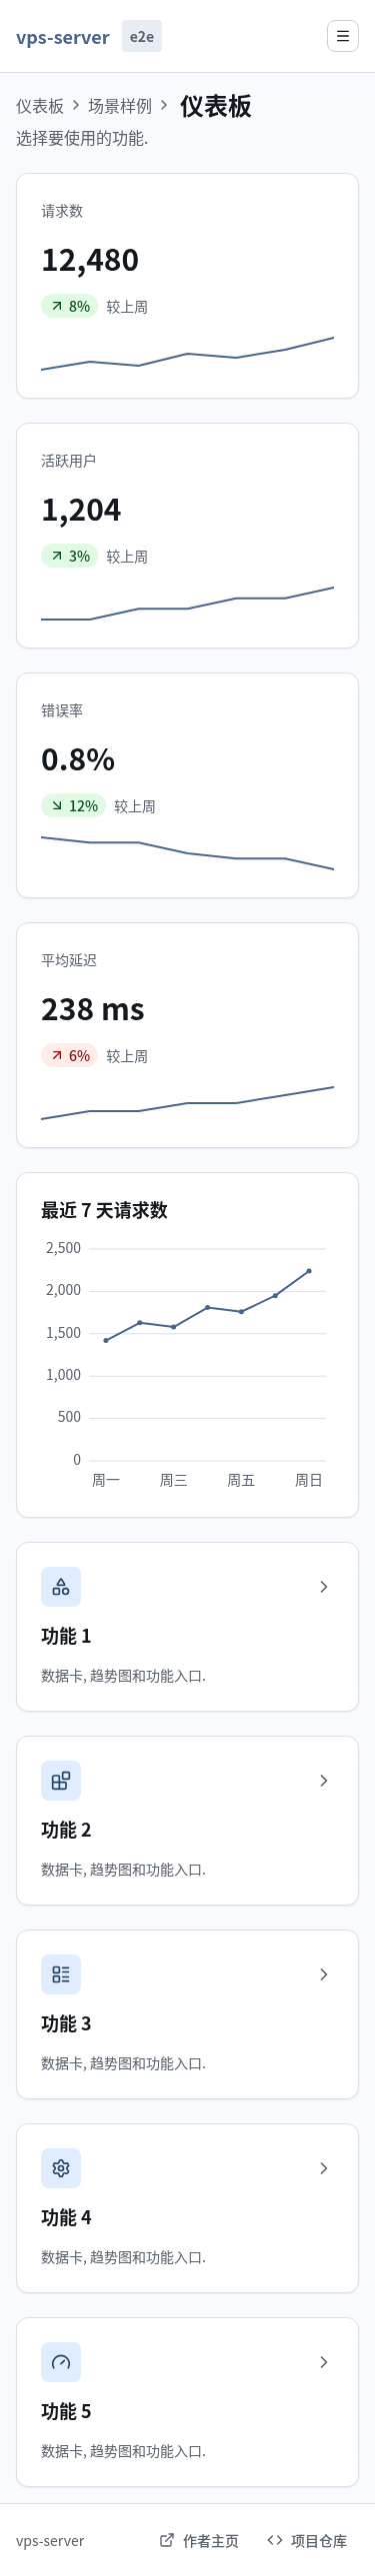 vps-server e2e
仪表板 场景样例 仪表板
选择要使用的功能.
请求数
12,480
8% 较上周
活跃用户
1,204
3% 较上周
错误率
0.8%
12% 较上周
平均延迟
238 ms
6% 较上周
最近 7 天请求数
2,500
2,000
1,500
1,000
500
0
周一 周三 周五 周日
功能 1
数据卡, 趋势图和功能入口.
功能 2
数据卡, 趋势图和功能入口.
功能 3
数据卡, 趋势图和功能入口.
功能 4
数据卡, 趋势图和功能入口.
功能 5
数据卡, 趋势图和功能入口.
vps-server 作者主页 项目仓库